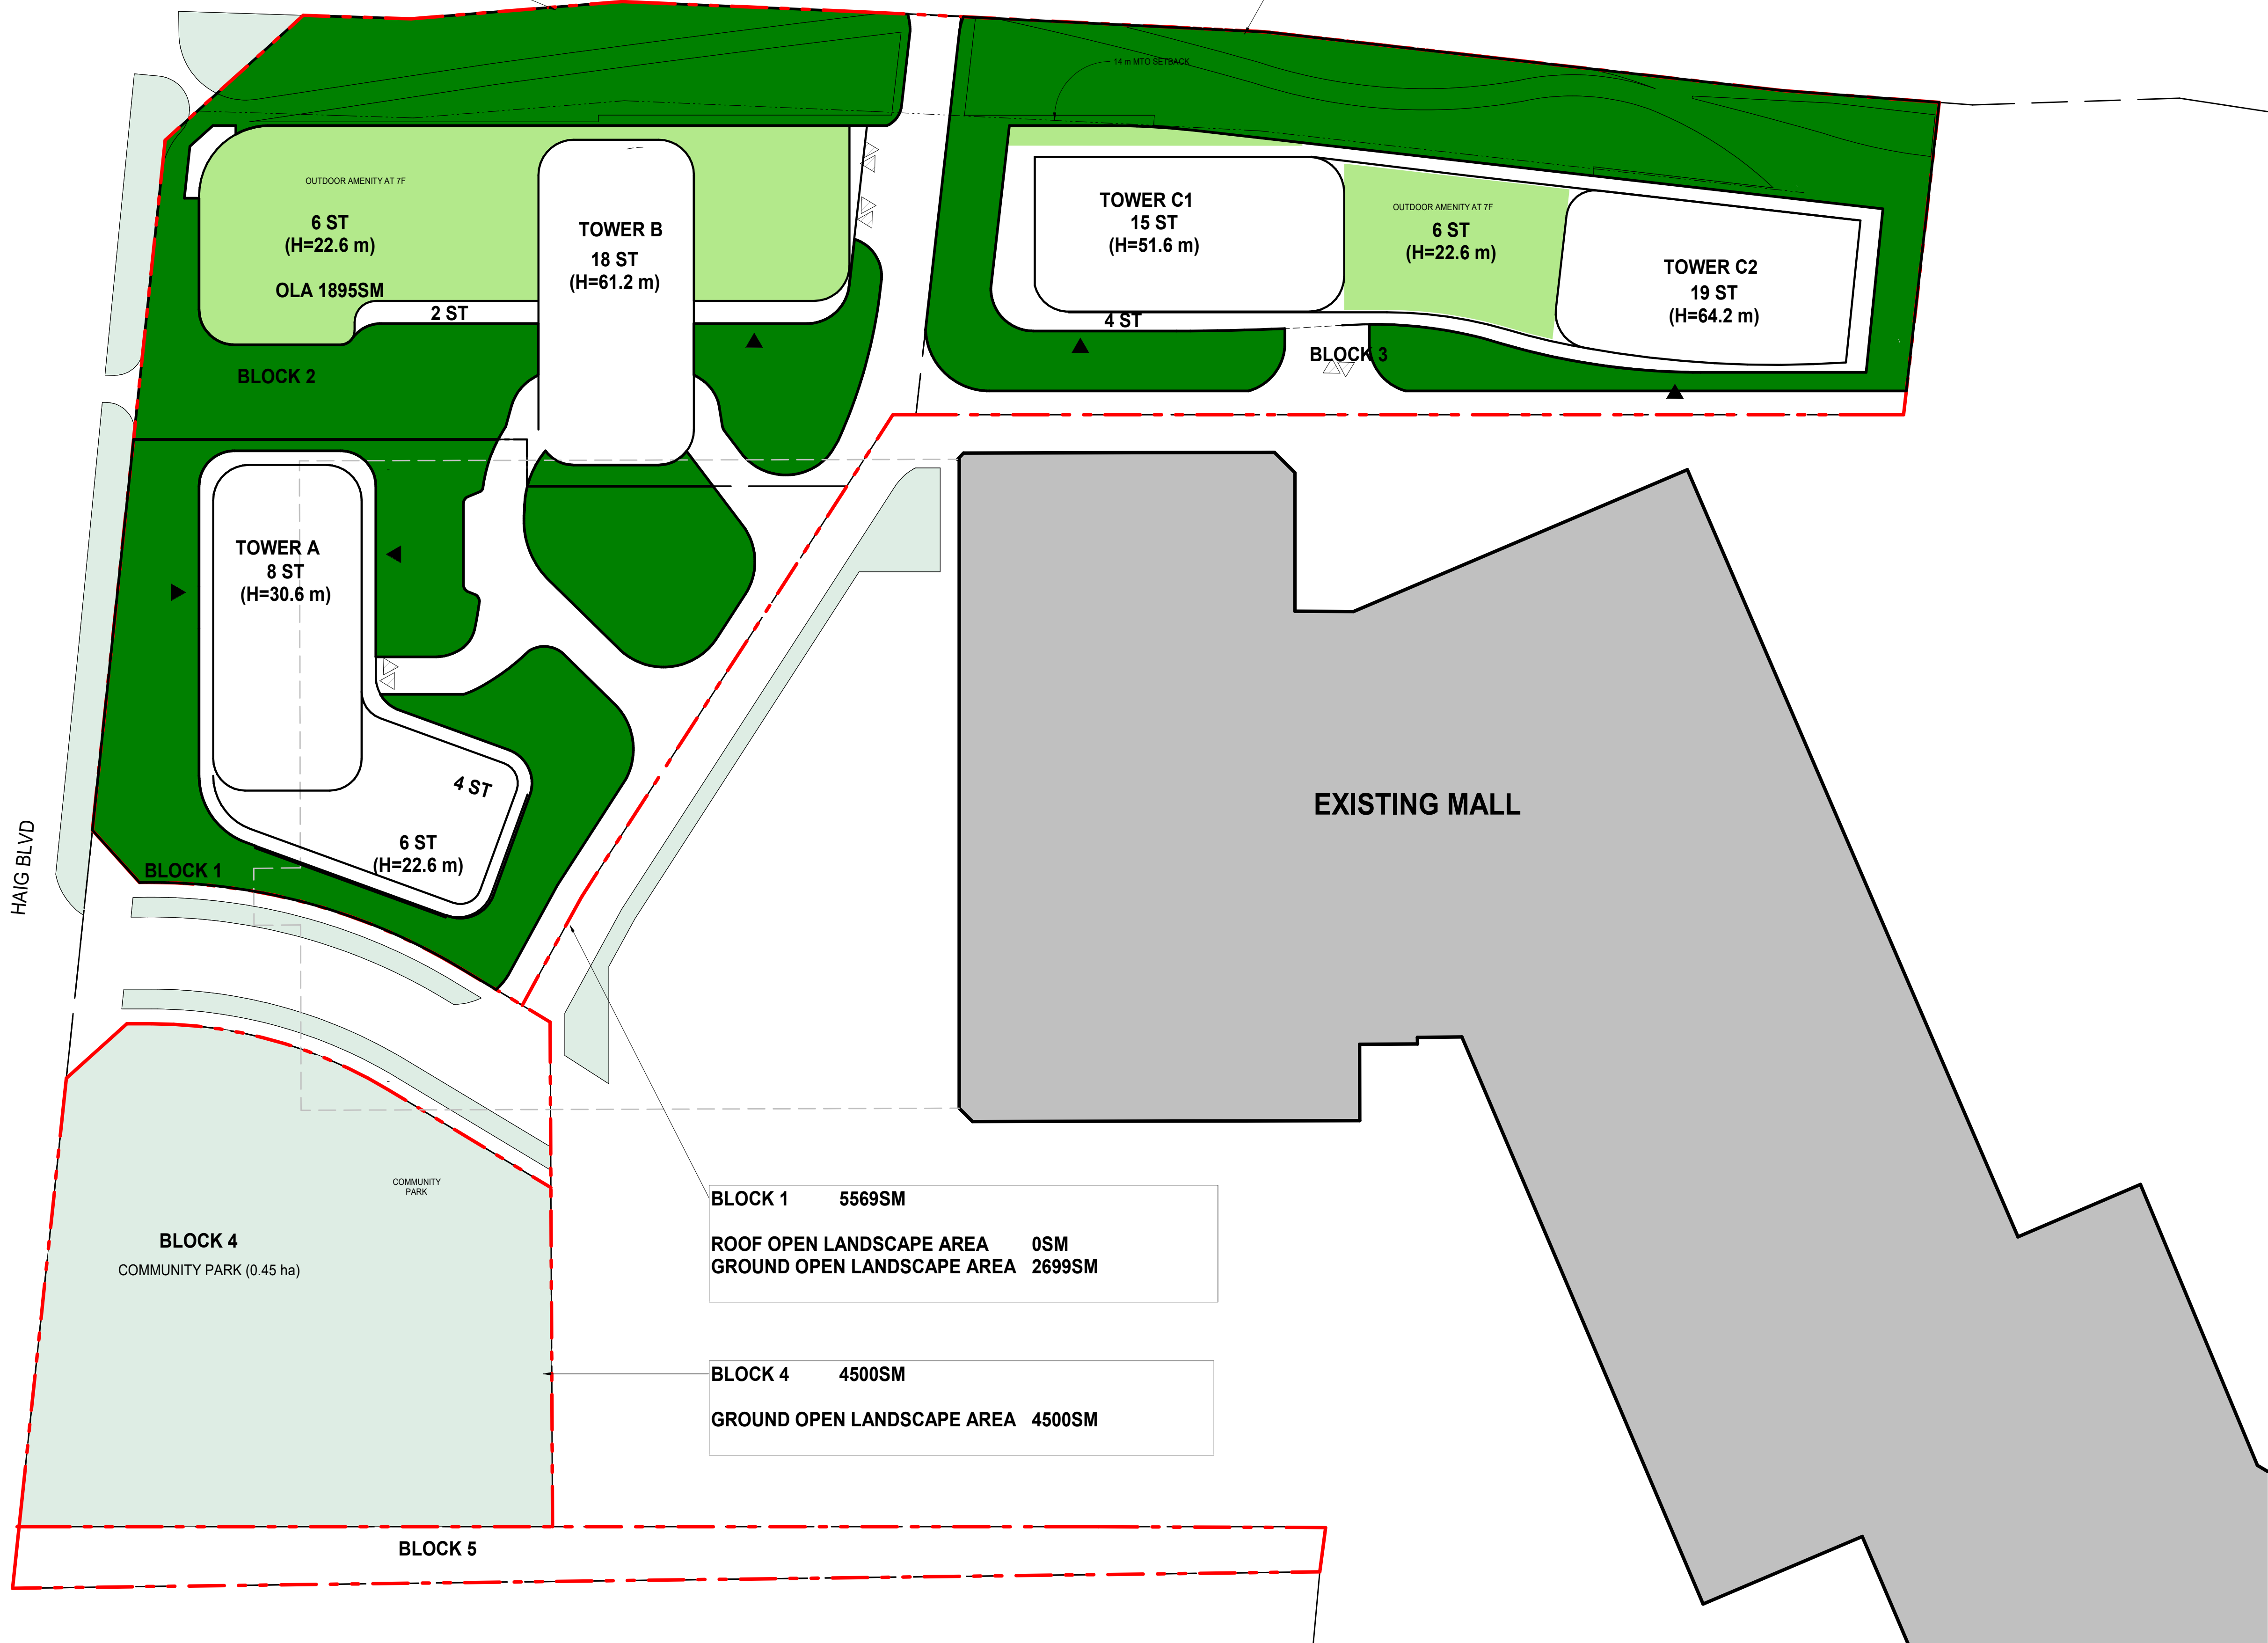 14 m MTO SETBACK
OUTDOOR AMENITY AT 7F
6 ST
(H=22.6 m)
OLA 1895SM
2 ST
TOWER B
18 ST
(H=61.2 m)
TOWER C1
15 ST
(H=51.6 m)
4 ST
OUTDOOR AMENITY AT 7F
6 ST
(H=22.6 m)
TOWER C2
19 ST
(H=64.2 m)
BLOCK 3
BLOCK 2
TOWER A
8 ST
(H=30.6 m)
4 ST
6 ST
(H=22.6 m)
BLOCK 1
HAIG BLVD
EXISTING MALL
COMMUNITY
PARK
BLOCK 4
COMMUNITY PARK (0.45 ha)
BLOCK 1 5569SM
ROOF OPEN LANDSCAPE AREA 0SM
GROUND OPEN LANDSCAPE AREA 2699SM
BLOCK 4 4500SM
GROUND OPEN LANDSCAPE AREA 4500SM
BLOCK 5